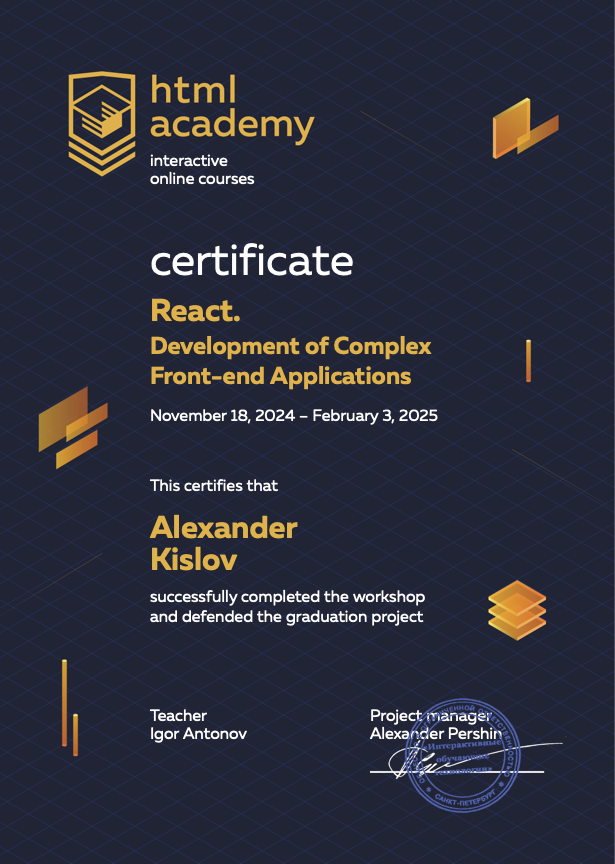 html
academy
interactive
online courses
certificate
React.
Development of Complex
Front-end Applications
November 18, 2024 – February 3, 2025
This certifies that
Alexander
Kislov
successfully completed the workshop
and defended the graduation project
Teacher
Igor Antonov
Project manager
Alexander Pershin
«Интерактивные
обучающие
технологии»
САНКТ-ПЕТЕРБУРГ